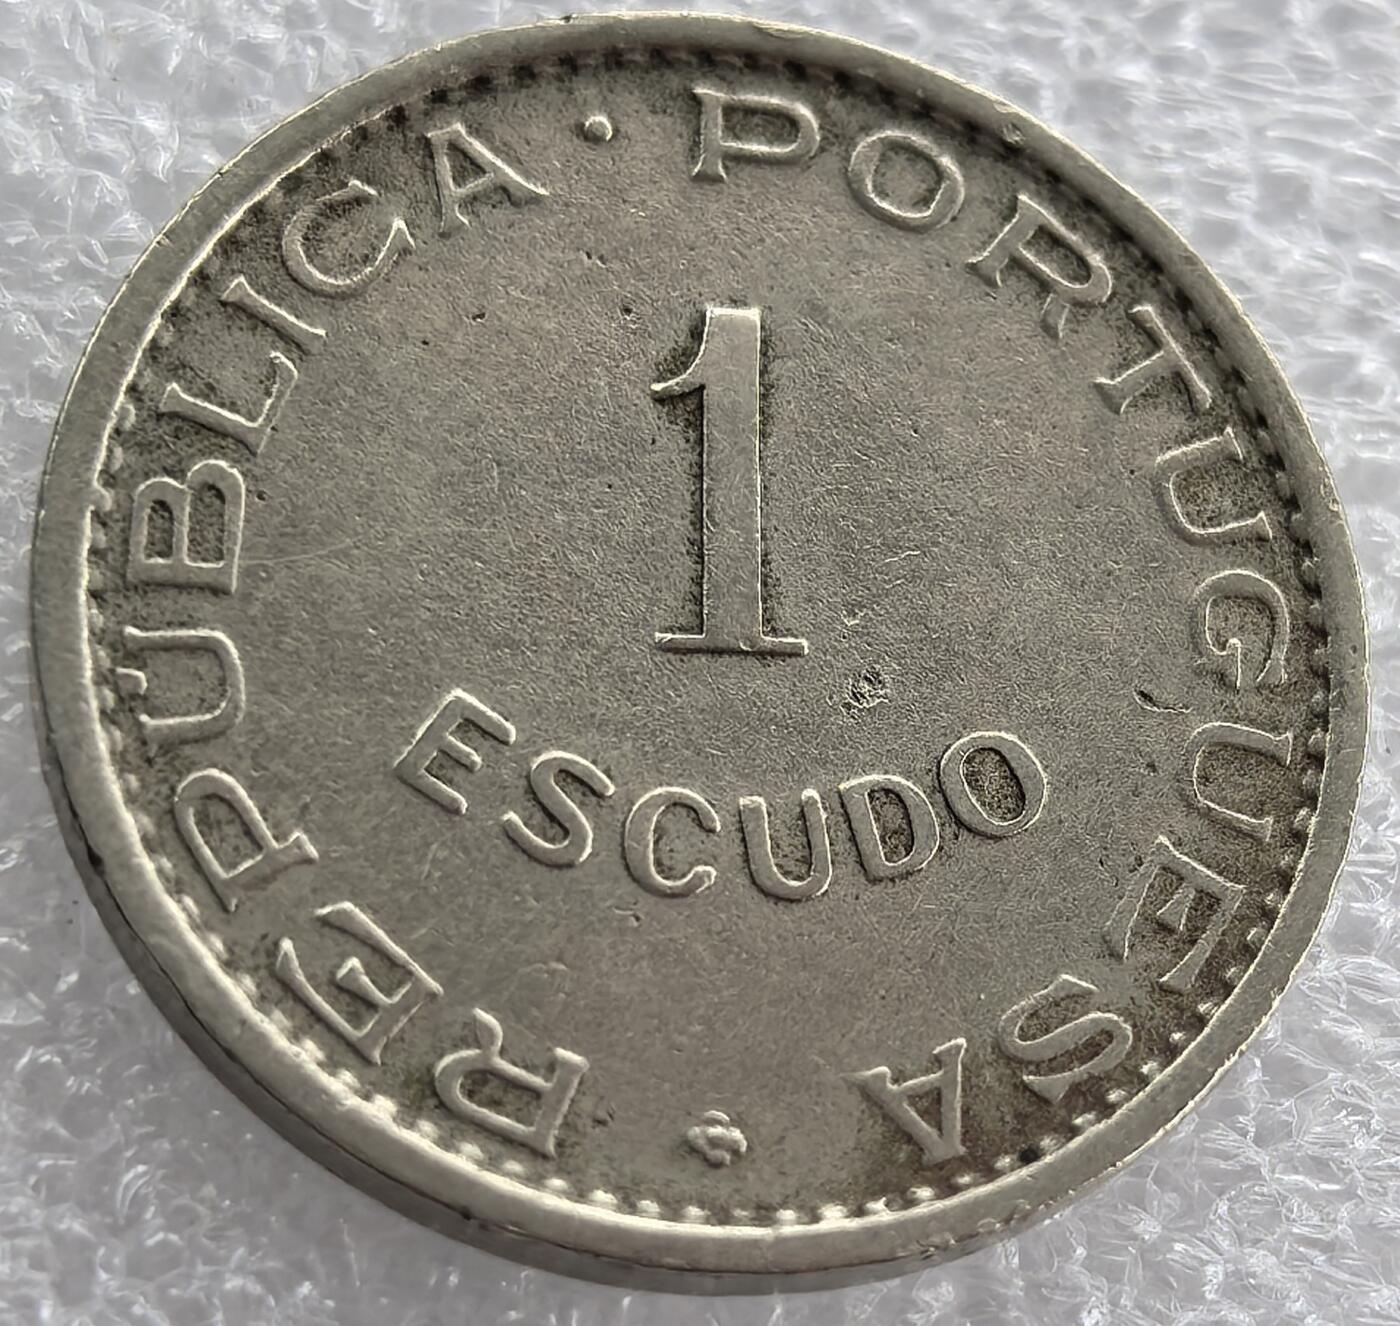 REPÚBLICA · PORTUGUESA
1
ESCUDO